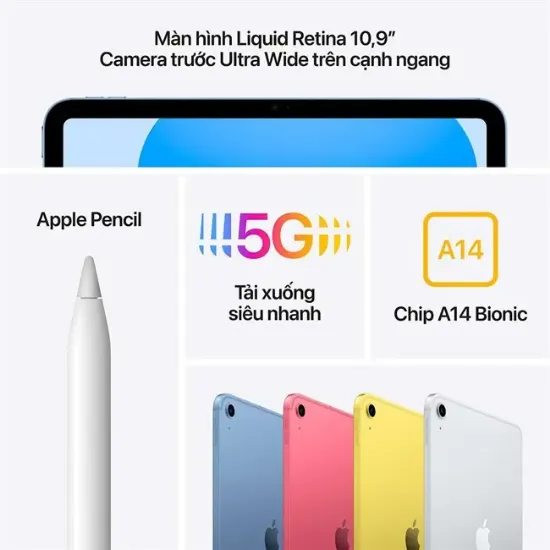 Màn hình Liquid Retina 10,9”
Camera trước Ultra Wide trên cạnh ngang
Apple Pencil
5G
Tải xuống
siêu nhanh
A14
Chip A14 Bionic